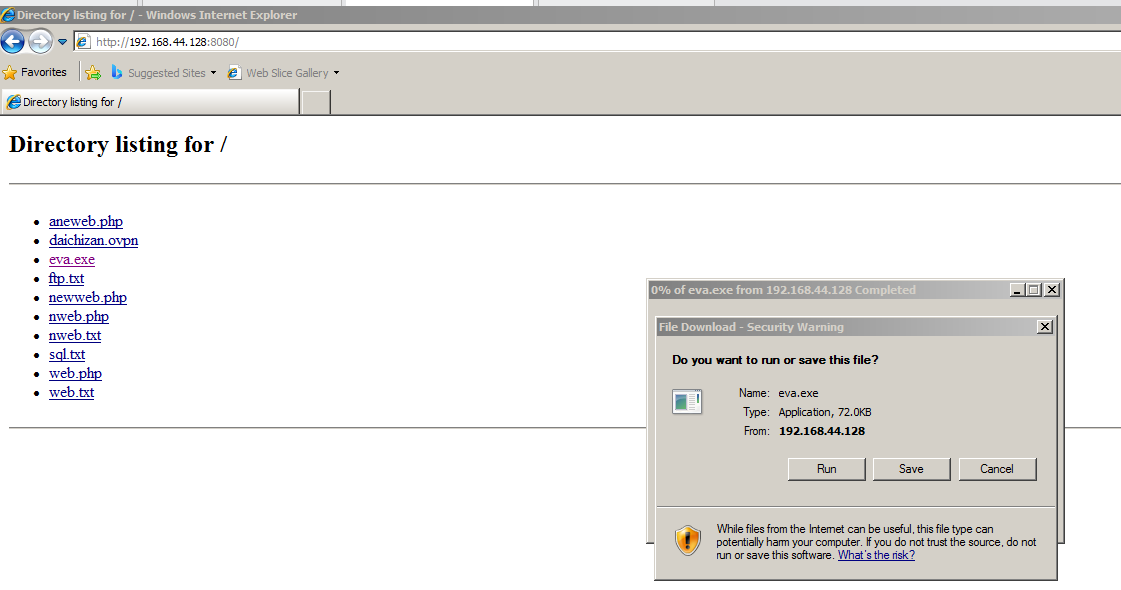 Directory listing for / - Windows Internet Explorer
http://192.168.44.128:8080/
Favorites Suggested Sites Web Slice Gallery
Directory listing for /
Directory listing for /
aneweb.php
daichizan.ovpn
eva.exe
ftp.txt
newweb.php
nweb.php
nweb.txt
sql.txt
web.php
web.txt
0% of eva.exe from 192.168.44.128 Completed
File Download - Security Warning
Do you want to run or save this file?
Name: eva.exe
Type: Application, 72.0KB
From: 192.168.44.128
Run Save Cancel
While files from the Internet can be useful, this file type can
potentially harm your computer. If you do not trust the source, do not
run or save this software. What's the risk?